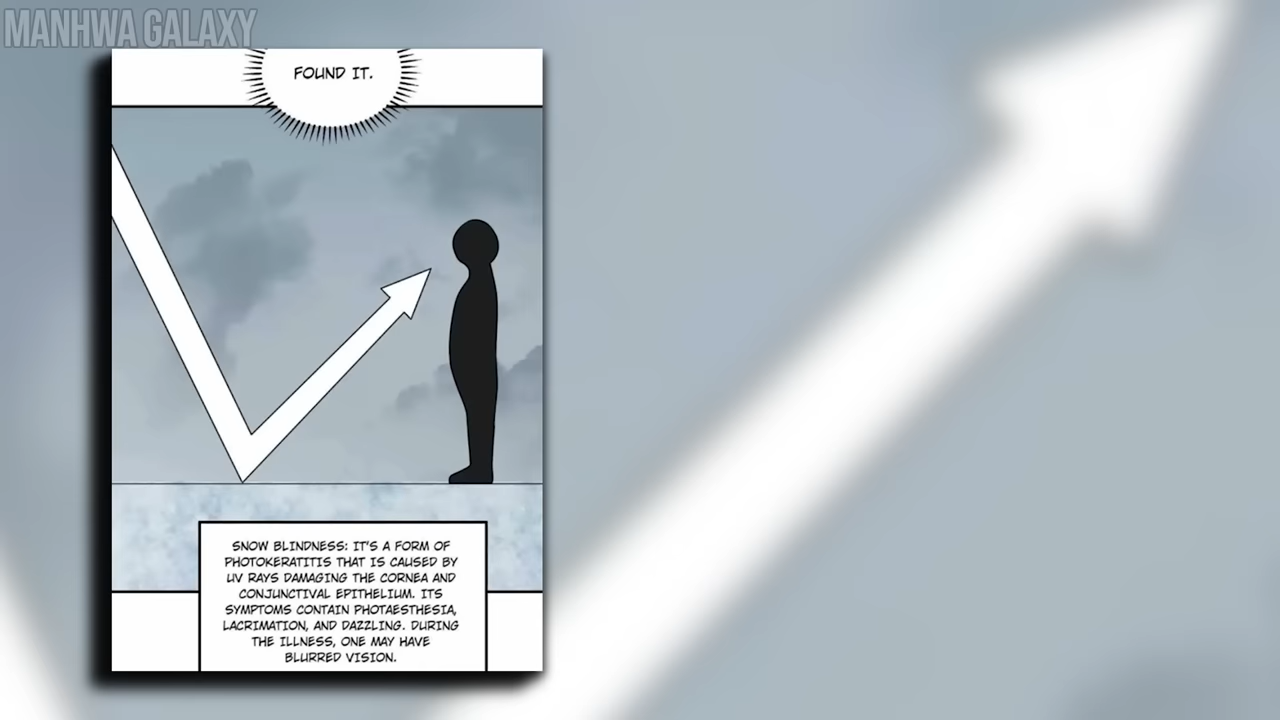 MANHWA GALAXY
FOUND IT.
SNOW BLINDNESS: IT'S A FORM OF
PHOTOKERATITIS THAT IS CAUSED BY
UV RAYS DAMAGING THE CORNEA AND
CONJUNCTIVAL EPITHELIUM. ITS
SYMPTOMS CONTAIN PHOTAESTHESIA,
LACRIMATION, AND DAZZLING. DURING
THE ILLNESS, ONE MAY HAVE
BLURRED VISION.